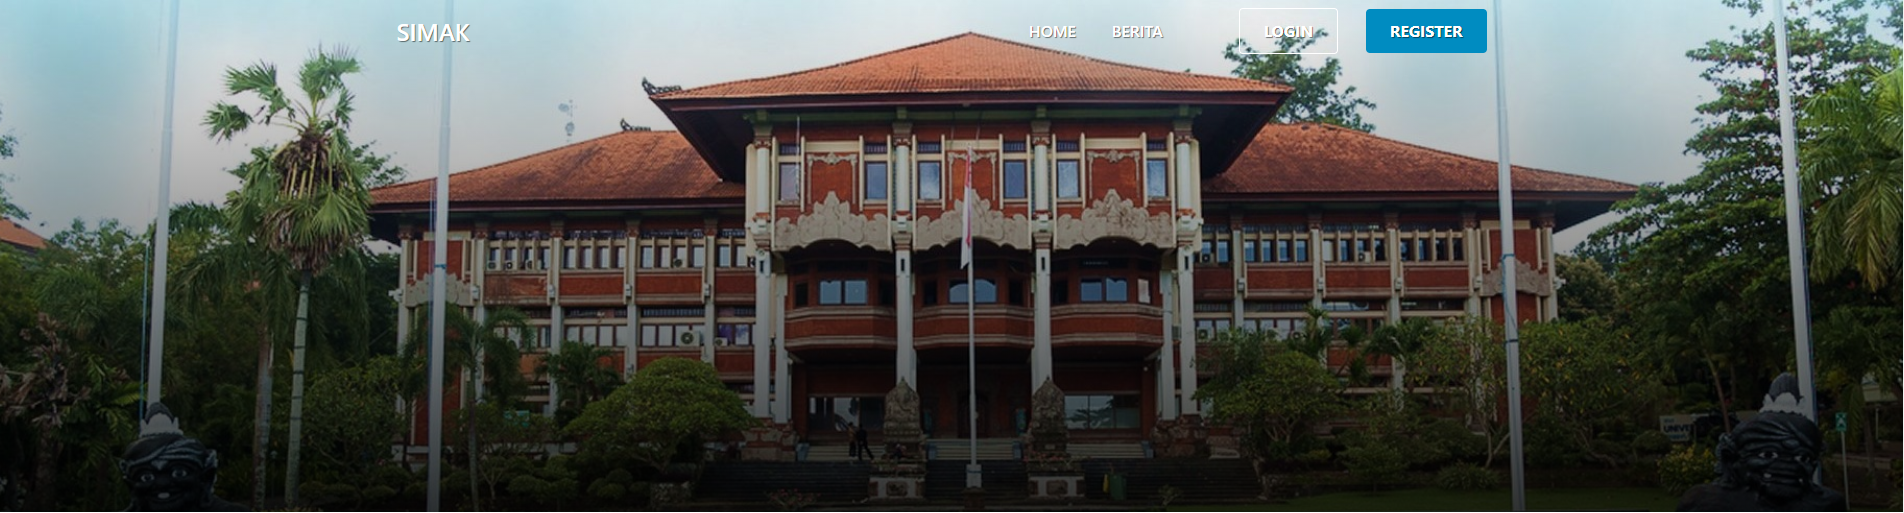 SIMAK
HOME BERITA LOGIN REGISTER